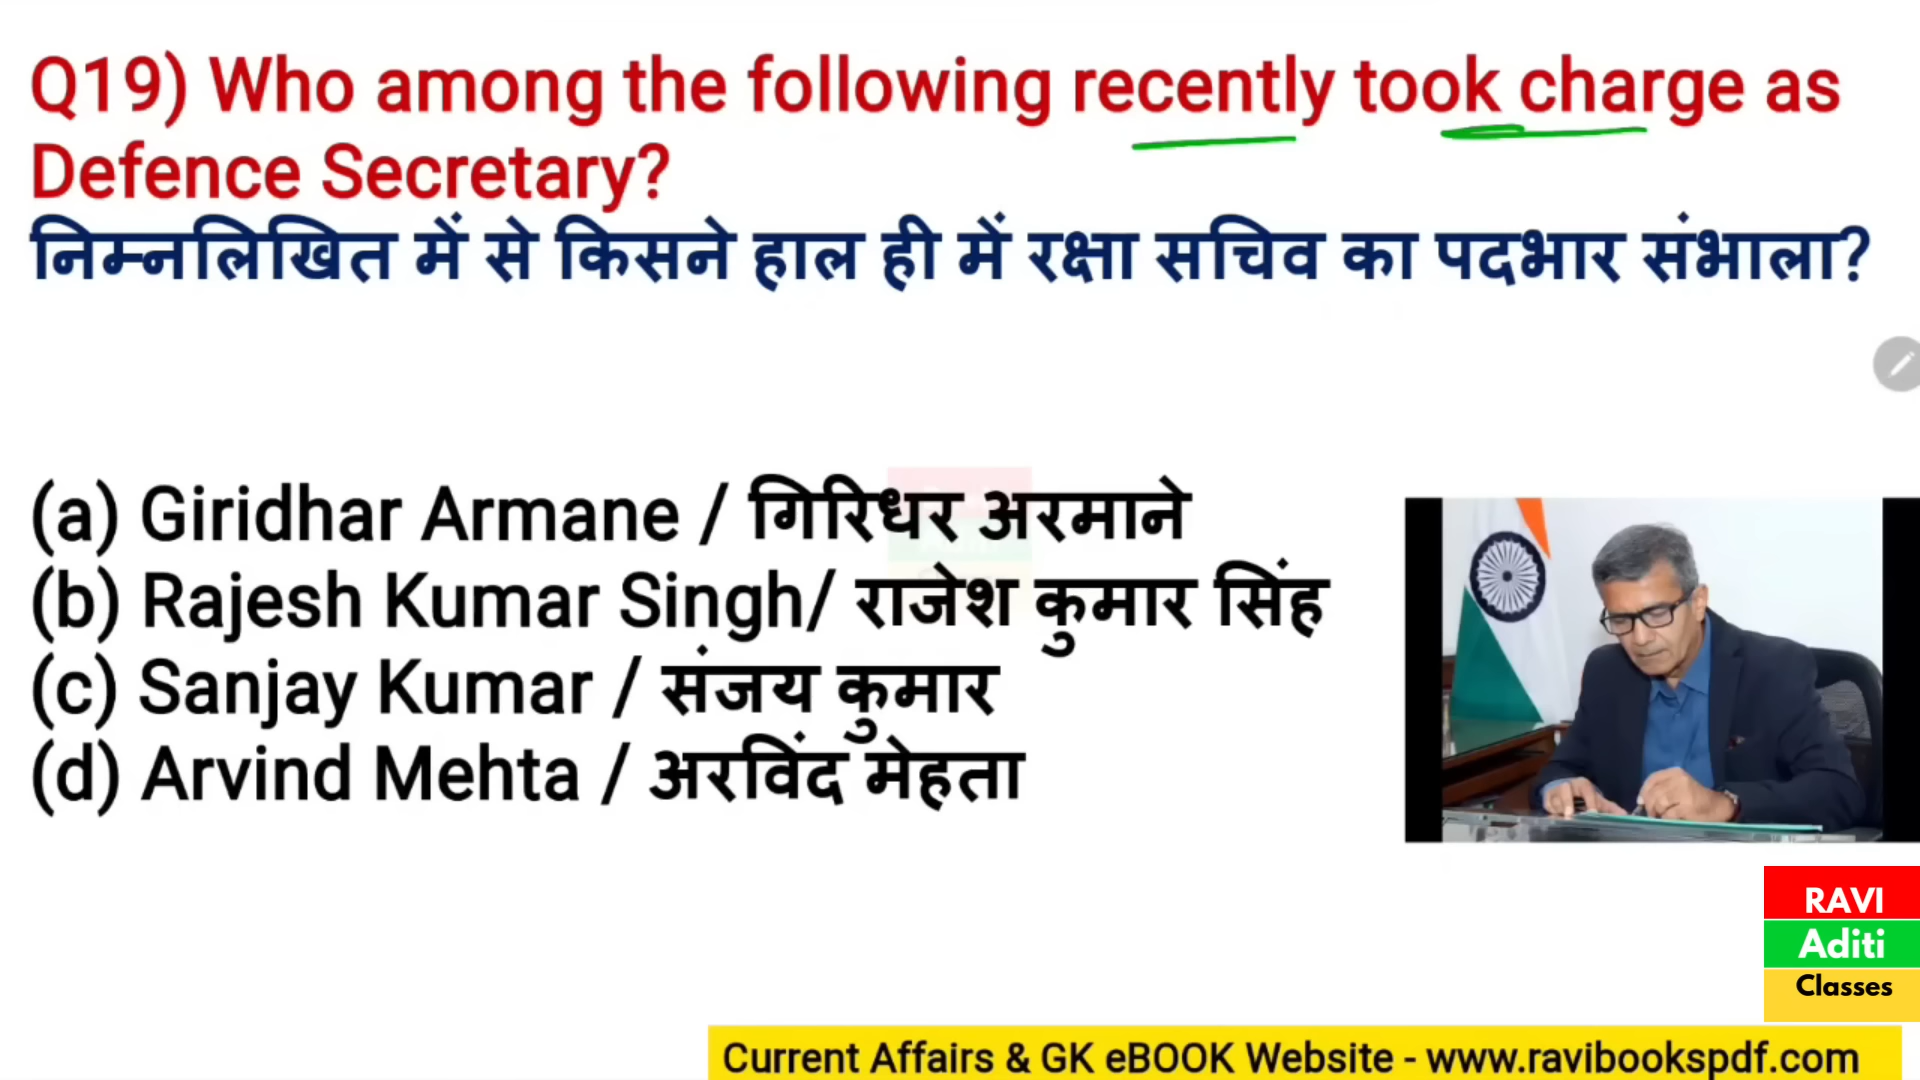 Q19) Who among the following recently took charge as
Defence Secretary?
निम्नलिखित में से किसने हाल ही में रक्षा सचिव का पदभार संभाला?
(a) Giridhar Armane / गिरिधर अरमाने
(b) Rajesh Kumar Singh/ राजेश कुमार सिंह
(c) Sanjay Kumar / संजय कुमार
(d) Arvind Mehta / अरविंद मेहता
RAVI
Aditi
Classes
Current Affairs & GK eBOOK Website - www.ravibookspdf.com